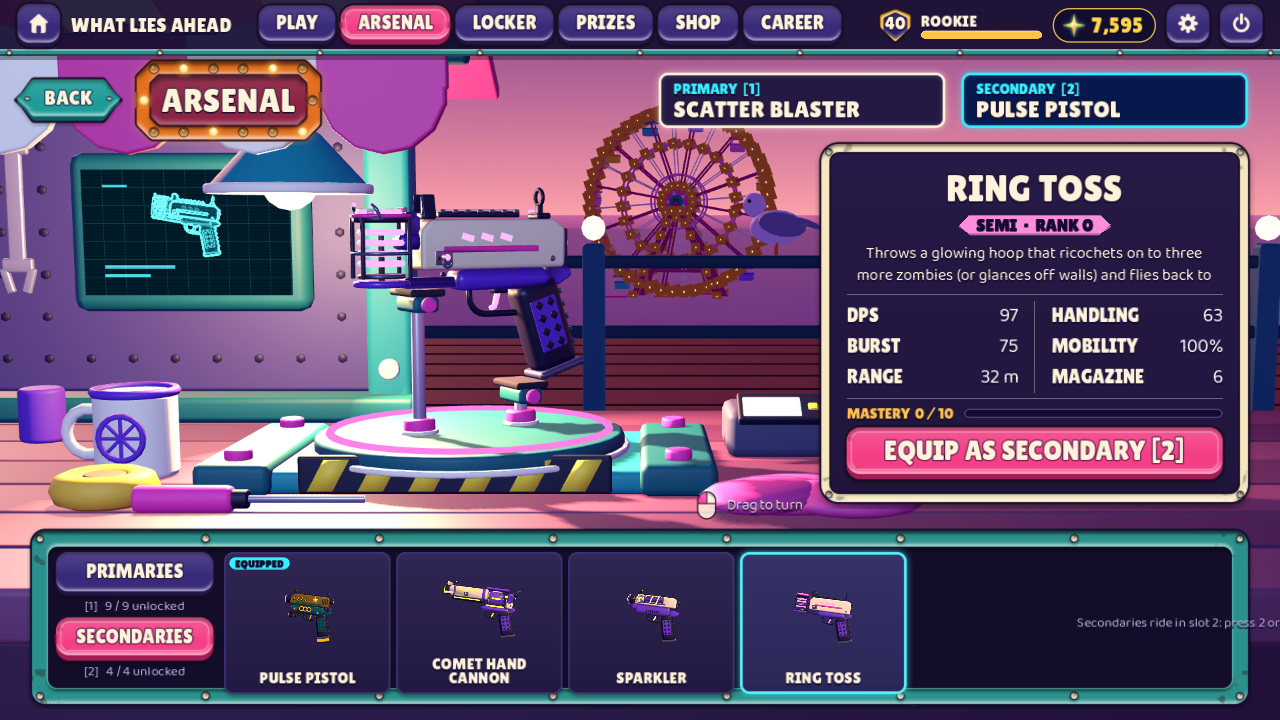 WHAT LIES AHEAD
PLAY
ARSENAL
LOCKER
PRIZES
SHOP
CAREER
40
ROOKIE
7,595
BACK
ARSENAL
PRIMARY [1]
SCATTER BLASTER
SECONDARY [2]
PULSE PISTOL
RING TOSS
SEMI · RANK 0
Throws a glowing hoop that ricochets on to three
more zombies (or glances off walls) and flies back to
DPS 97
HANDLING 63
BURST 75
MOBILITY 100%
RANGE 32 m
MAGAZINE 6
MASTERY 0 / 10
EQUIP AS SECONDARY [2]
Drag to turn
PRIMARIES
[1] 9 / 9 unlocked
SECONDARIES
[2] 4 / 4 unlocked
EQUIPPED
PULSE PISTOL
COMET HAND
CANNON
SPARKLER
RING TOSS
Secondaries ride in slot 2: press 2 or